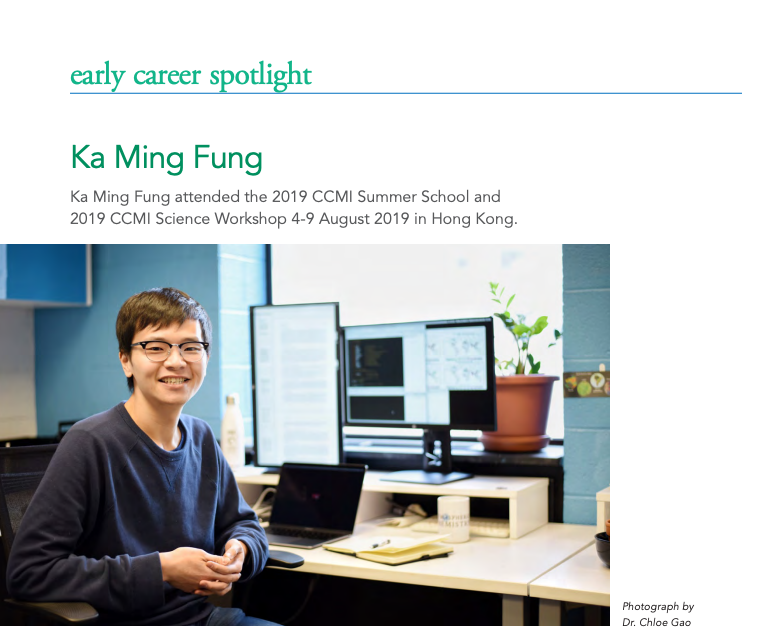 early career spotlight
Ka Ming Fung
Ka Ming Fung attended the 2019 CCMI Summer School and
2019 CCMI Science Workshop 4-9 August 2019 in Hong Kong.
Photograph by
Dr. Chloe Gao